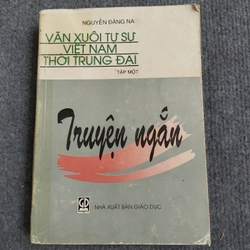 NGUYỄN ĐĂNG NA
VĂN XUÔI TỰ SỰ
VIỆT NAM
THỜI TRUNG ĐẠI
TẬP MỘT
Truyện ngắn
NHÀ XUẤT BẢN GIÁO DỤC